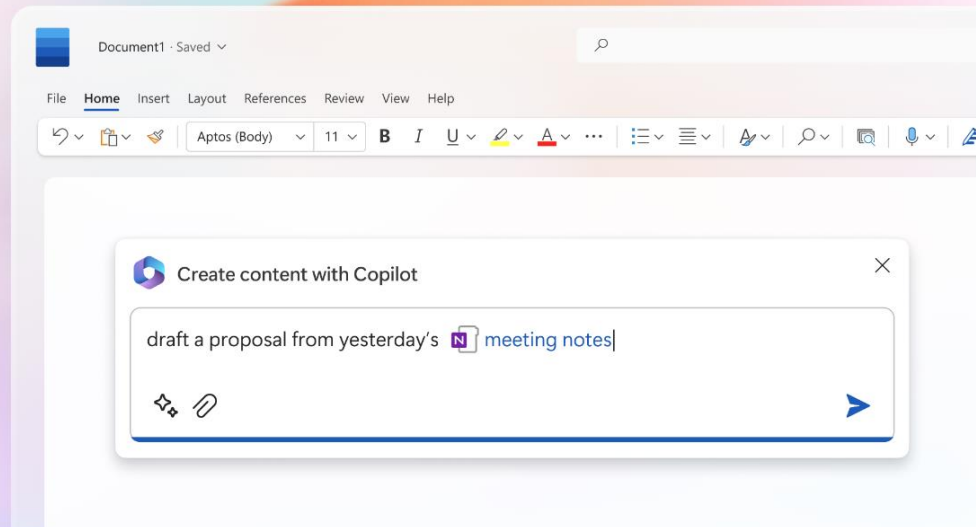 Document1 · Saved
File Home Insert Layout References Review View Help
Aptos (Body) 11 B I U A
Create content with Copilot
draft a proposal from yesterday's N meeting notes